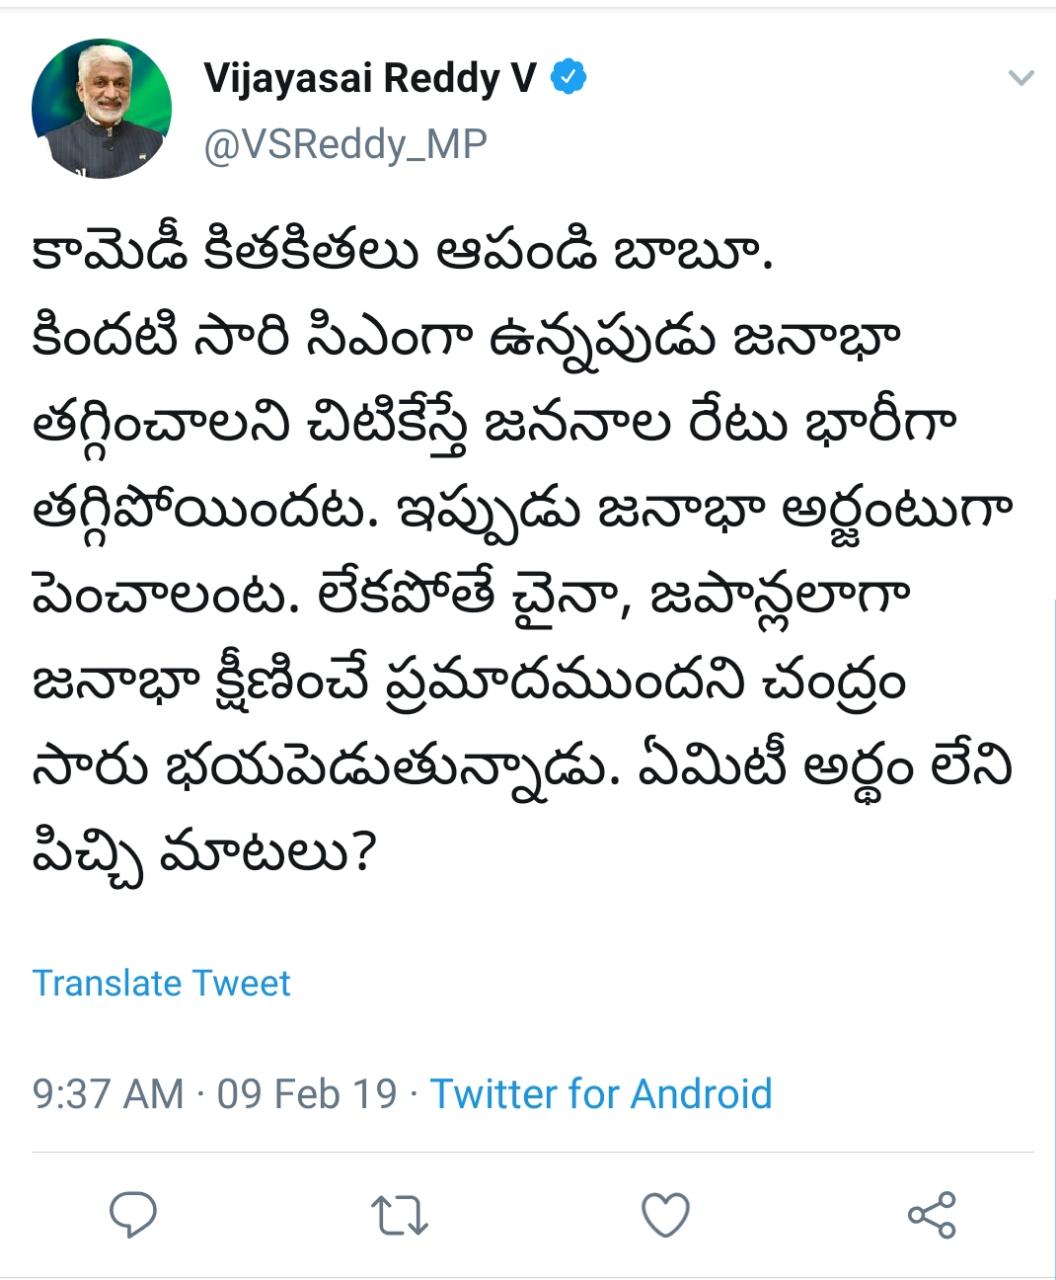 Vijayasai Reddy V
@VSReddy_MP
కామెడీ కితకితలు ఆపండి బాబూ.
కిందటి సారి సిఎంగా ఉన్నపుడు జనాభా
తగ్గించాలని చిటికేస్తే జననాల రేటు భారీగా
తగ్గిపోయిందట. ఇప్పుడు జనాభా అర్జంటుగా
పెంచాలంట. లేకపోతే చైనా, జపాన్లలాగా
జనాభా క్షీణించే ప్రమాదముందని చంద్రం
సారు భయపెడుతున్నాడు. ఏమిటీ అర్థం లేని
పిచ్చి మాటలు?
Translate Tweet
9:37 AM · 09 Feb 19 · Twitter for Android